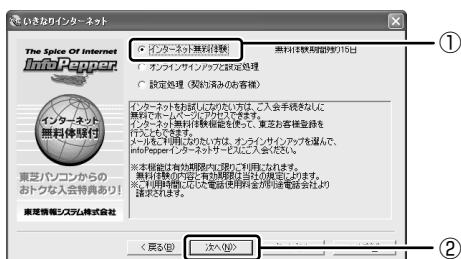 いきなりインターネット
The Spice Of Internet
InfoPepper
インターネット
無料体験付
東芝パソコンからの
おトクな入会特典あり!
東芝情報システム株式会社
インターネット無料体験
無料体験期間残り15日
オンラインサインアップと設定処理
設定処理(契約済みのお客様)
インターネットをお試しになりたい方は、ご入会手続きなしに
無料でホームページにアクセスできます。
インターネット無料体験機能を使って、東芝お客様登録を
行うこともできます。
メールをご利用になりたい方は、オンラインサインアップを選んで、
infoPepperインターネットサービスにご入会ください。
※本機能は有効期限内に限りご利用になれます。
無料体験の内容と有効期限は当社の規定によります。
※ご利用時間に応じた電話使用料金が別途電話会社より
請求されます。
<戻る(B)
次へ(N)>
①
②